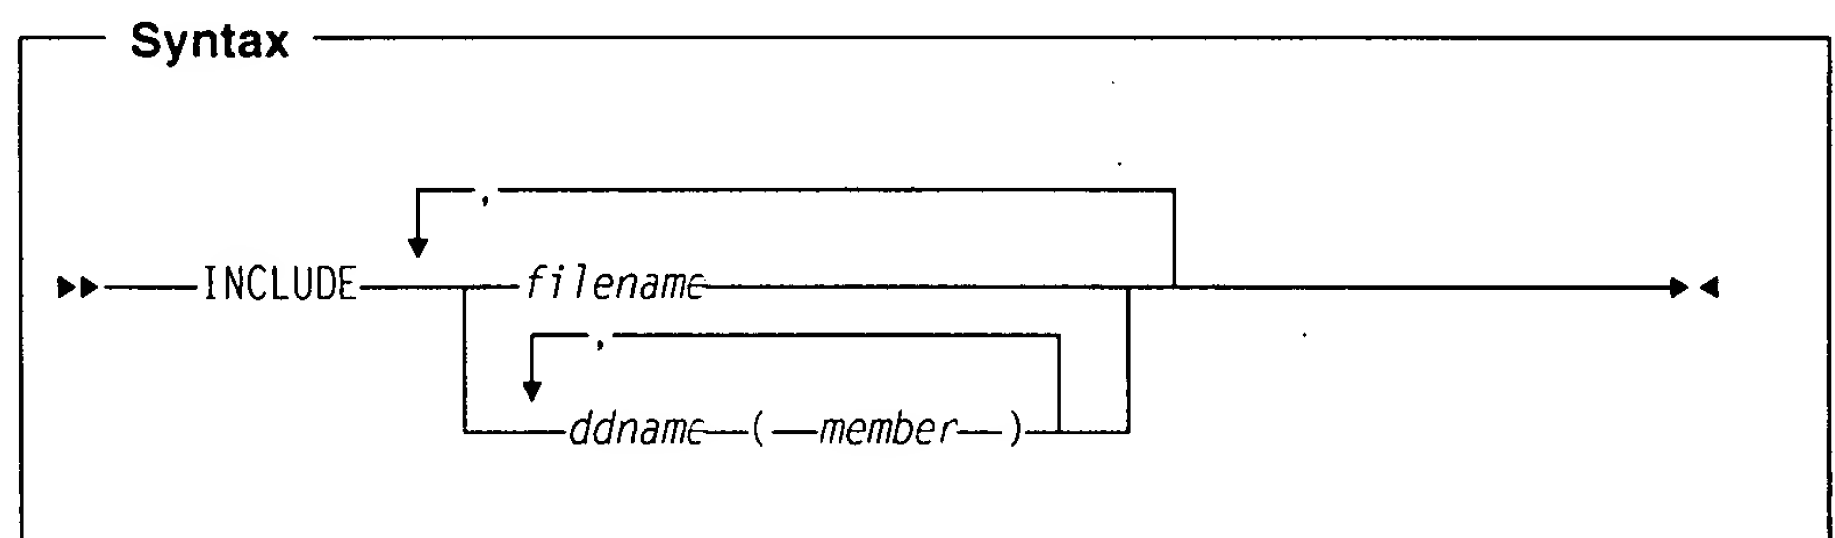 Syntax
,
INCLUDE filename
,
ddname ( member )